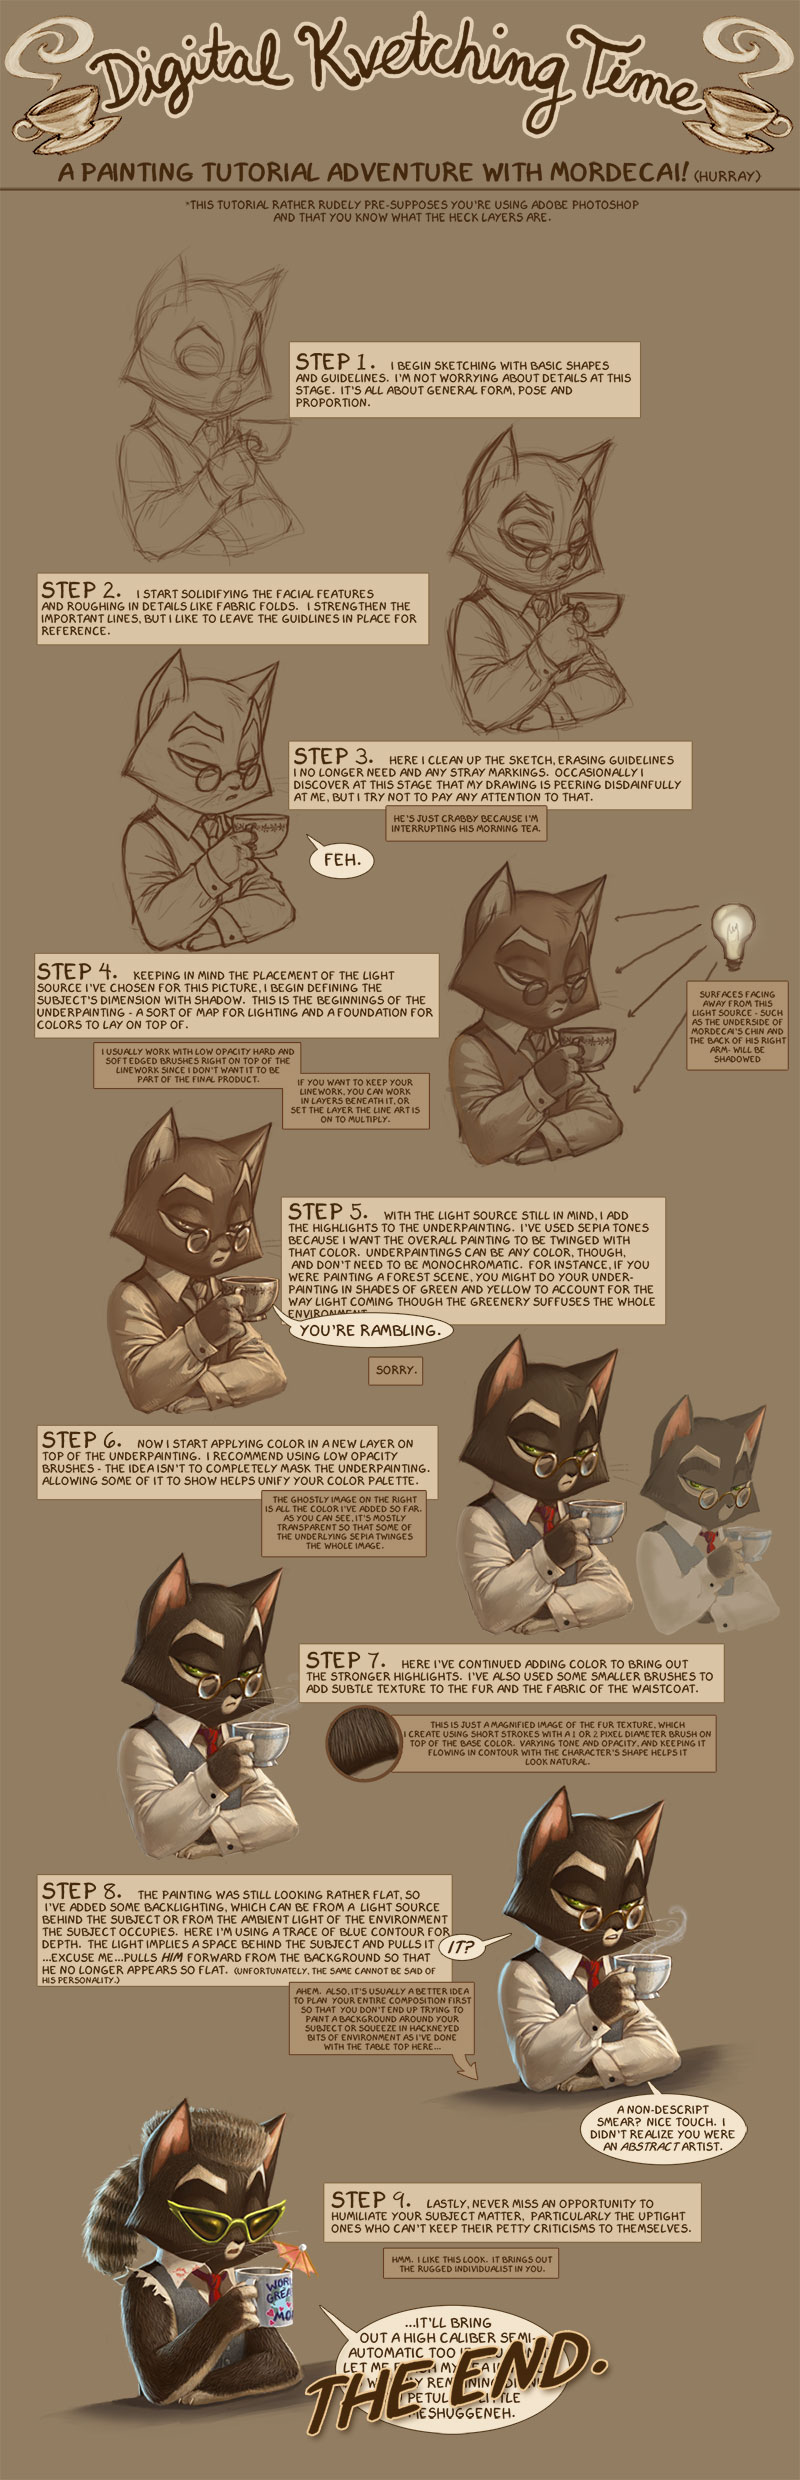 Digital Kvetching Time
A PAINTING TUTORIAL ADVENTURE WITH MORDECAI! (HURRAY)
*THIS TUTORIAL RATHER RUDELY PRE-SUPPOSES YOU'RE USING ADOBE PHOTOSHOP
AND THAT YOU KNOW WHAT THE HECK LAYERS ARE.
STEP 1. I BEGIN SKETCHING WITH BASIC SHAPES
AND GUIDELINES. I'M NOT WORRYING ABOUT DETAILS AT THIS
STAGE. IT'S ALL ABOUT GENERAL FORM, POSE AND
PROPORTION.
STEP 2. I START SOLIDIFYING THE FACIAL FEATURES
AND ROUGHING IN DETAILS LIKE FABRIC FOLDS. I STRENGTHEN THE
IMPORTANT LINES, BUT I LIKE TO LEAVE THE GUIDLINES IN PLACE FOR
REFERENCE.
STEP 3. HERE I CLEAN UP THE SKETCH, ERASING GUIDELINES
I NO LONGER NEED AND ANY STRAY MARKINGS. OCCASIONALLY I
DISCOVER AT THIS STAGE THAT MY DRAWING IS PEERING DISDAINFULLY
AT ME, BUT I TRY NOT TO PAY ANY ATTENTION TO THAT.
HE'S JUST CRABBY BECAUSE I'M
INTERRUPTING HIS MORNING TEA.
FEH.
STEP 4. KEEPING IN MIND THE PLACEMENT OF THE LIGHT
SOURCE I'VE CHOSEN FOR THIS PICTURE, I BEGIN DEFINING THE
SUBJECT'S DIMENSION WITH SHADOW. THIS IS THE BEGINNINGS OF THE
UNDERPAINTING - A SORT OF MAP FOR LIGHTING AND A FOUNDATION FOR
COLORS TO LAY ON TOP OF.
SURFACES FACING
AWAY FROM THIS
LIGHT SOURCE - SUCH
AS THE UNDERSIDE OF
MORDECAI'S CHIN AND
THE BACK OF HIS RIGHT
ARM- WILL BE
SHADOWED
I USUALLY WORK WITH LOW OPACITY HARD AND
SOFT EDGED BRUSHES RIGHT ON TOP OF THE
LINEWORK SINCE I DON'T WANT IT TO BE
PART OF THE FINAL PRODUCT.
IF YOU WANT TO KEEP YOUR
LINEWORK, YOU CAN WORK
IN LAYERS BENEATH IT, OR
SET THE LAYER THE LINE ART IS
ON TO MULTIPLY.
STEP 5. WITH THE LIGHT SOURCE STILL IN MIND, I ADD
THE HIGHLIGHTS TO THE UNDERPAINTING. I'VE USED SEPIA TONES
BECAUSE I WANT THE OVERALL PAINTING TO BE TWINGED WITH
THAT COLOR. UNDERPAINTINGS CAN BE ANY COLOR, THOUGH,
AND DON'T NEED TO BE MONOCHROMATIC. FOR INSTANCE, IF YOU
WERE PAINTING A FOREST SCENE, YOU MIGHT DO YOUR UNDER-
PAINTING IN SHADES OF GREEN AND YELLOW TO ACCOUNT FOR THE
WAY LIGHT COMING THOUGH THE GREENERY SUFFUSES THE WHOLE
ENVIRONMENT
YOU'RE RAMBLING.
SORRY.
STEP 6. NOW I START APPLYING COLOR IN A NEW LAYER ON
TOP OF THE UNDERPAINTING. I RECOMMEND USING LOW OPACITY
BRUSHES - THE IDEA ISN'T TO COMPLETELY MASK THE UNDERPAINTING.
ALLOWING SOME OF IT TO SHOW HELPS UNIFY YOUR COLOR PALETTE.
THE GHOSTLY IMAGE ON THE RIGHT
IS ALL THE COLOR I'VE ADDED SO FAR.
AS YOU CAN SEE, IT'S MOSTLY
TRANSPARENT SO THAT SOME OF
THE UNDERLYING SEPIA TWINGES
THE WHOLE IMAGE.
STEP 7. HERE I'VE CONTINUED ADDING COLOR TO BRING OUT
THE STRONGER HIGHLIGHTS. I'VE ALSO USED SOME SMALLER BRUSHES TO
ADD SUBTLE TEXTURE TO THE FUR AND THE FABRIC OF THE WAISTCOAT.
THIS IS JUST A MAGNIFIED IMAGE OF THE FUR TEXTURE, WHICH
I CREATE USING SHORT STROKES WITH A 1 OR 2 PIXEL DIAMETER BRUSH ON
TOP OF THE BASE COLOR. VARYING TONE AND OPACITY, AND KEEPING IT
FLOWING IN CONTOUR WITH THE CHARACTER'S SHAPE HELPS IT
LOOK NATURAL.
STEP 8. THE PAINTING WAS STILL LOOKING RATHER FLAT, SO
I'VE ADDED SOME BACKLIGHTING, WHICH CAN BE FROM A LIGHT SOURCE
BEHIND THE SUBJECT OR FROM THE AMBIENT LIGHT OF THE ENVIRONMENT
THE SUBJECT OCCUPIES. HERE I'M USING A TRACE OF BLUE CONTOUR FOR
DEPTH. THE LIGHT IMPLIES A SPACE BEHIND THE SUBJECT AND PULLS IT
...EXCUSE ME...PULLS HIM FORWARD FROM THE BACKGROUND SO THAT
HE NO LONGER APPEARS SO FLAT. (UNFORTUNATELY, THE SAME CANNOT BE SAD OF
HIS PERSONALITY.)
IT?
AHEM. ALSO, IT'S USUALLY A BETTER IDEA
TO PLAN YOUR ENTIRE COMPOSITION FIRST
SO THAT YOU DON'T END UP TRYING TO
PAINT A BACKGROUND AROUND YOUR
SUBJECT OR SQUEEZE IN HACKNEYED
BITS OF ENVIRONMENT AS I'VE DONE
WITH THE TABLE TOP HERE...
A NON-DESCRIPT
SMEAR? NICE TOUCH. I
DIDN'T REALIZE YOU WERE
AN ABSTRACT ARTIST.
STEP 9. LASTLY, NEVER MISS AN OPPORTUNITY TO
HUMILIATE YOUR SUBJECT MATTER, PARTICULARLY THE UPTIGHT
ONES WHO CAN'T KEEP THEIR PETTY CRITICISMS TO THEMSELVES.
HMM. I LIKE THIS LOOK. IT BRINGS OUT
THE RUGGED INDIVIDUALIST IN YOU.
...IT'LL BRING
OUT A HIGH CALIBER SEMI-
AUTOMATIC TOO
LET ME
MY
THE END.
MESHUGGENEH.